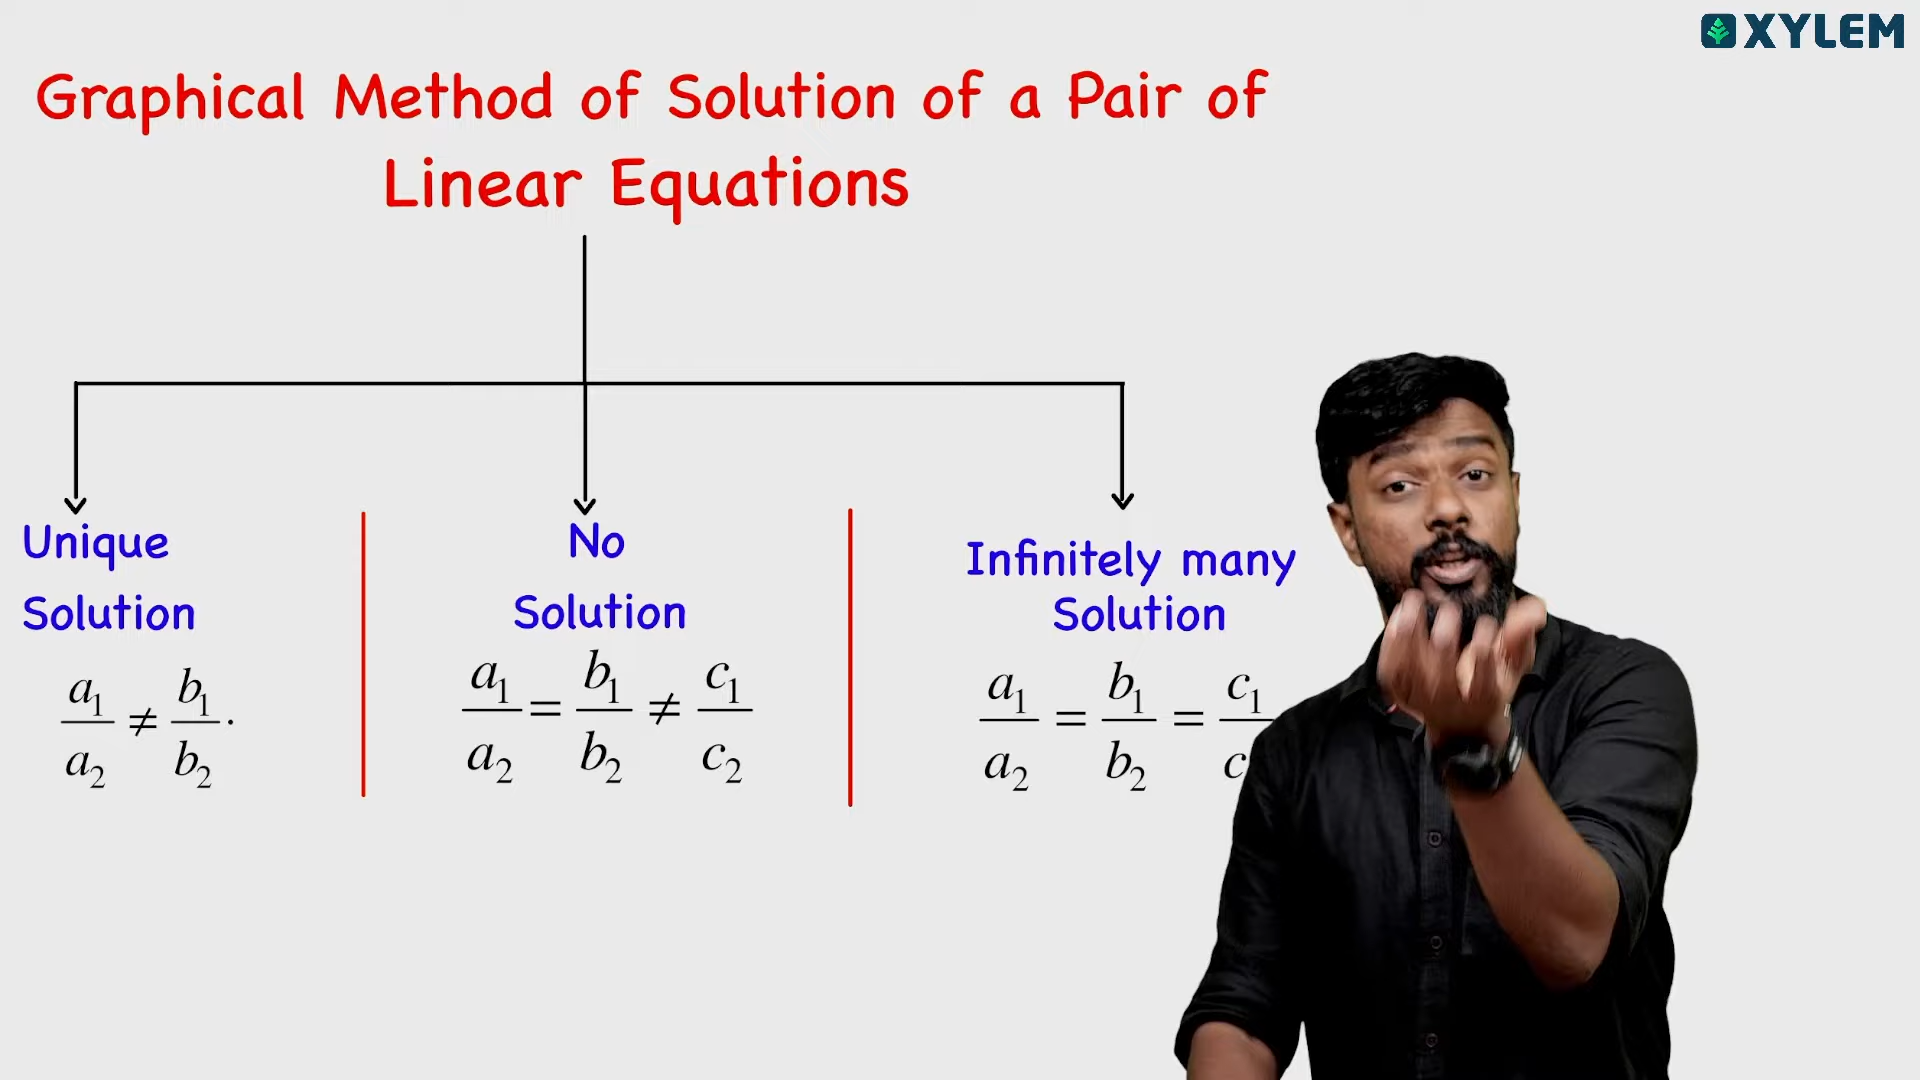 XYLEM
Graphical Method of Solution of a Pair of
Linear Equations
Unique
Solution
a₁/a₂ ≠ b₁/b₂.
No
Solution
a₁/a₂ = b₁/b₂ ≠ c₁/c₂
Infinitely many
Solution
a₁/a₂ = b₁/b₂ = c₁/c